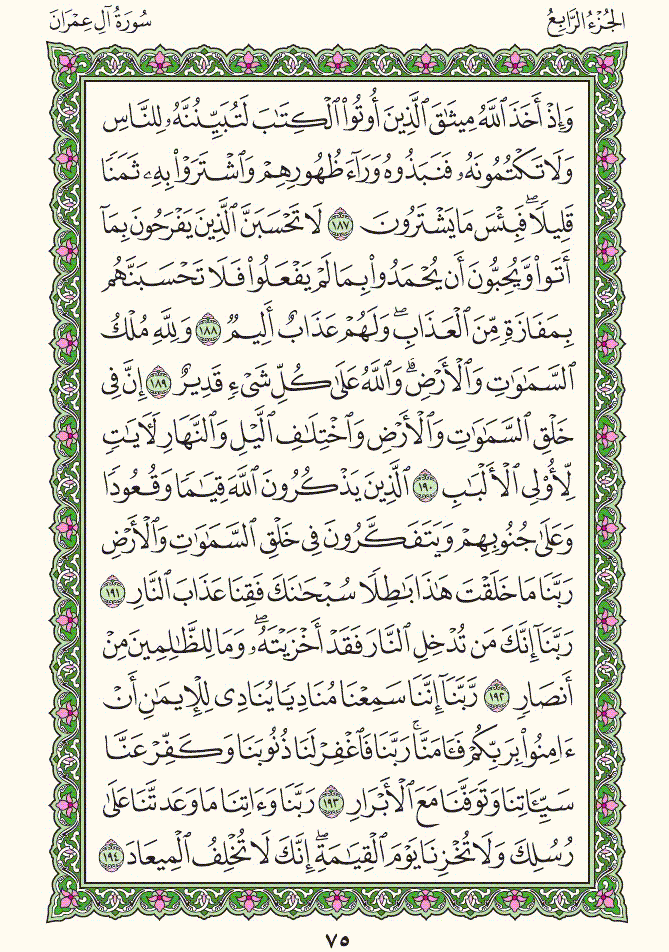 الجُزْءُ الرَّابِعُ
سُورَةُ آلِ عِمْرَانَ
وَإِذْ أَخَذَ ٱللَّهُ مِيثَـٰقَ ٱلَّذِينَ أُوتُوا۟ ٱلْكِتَـٰبَ لَتُبَيِّنُنَّهُۥ لِلنَّاسِ
وَلَا تَكْتُمُونَهُۥ فَنَبَذُوهُ وَرَآءَ ظُهُورِهِمْ وَٱشْتَرَوْا۟ بِهِۦ ثَمَنًا
قَلِيلًا ۖ فَبِئْسَ مَا يَشْتَرُونَ ١٨٧ لَا تَحْسَبَنَّ ٱلَّذِينَ يَفْرَحُونَ بِمَآ
أَتَوا۟ وَّيُحِبُّونَ أَن يُحْمَدُوا۟ بِمَا لَمْ يَفْعَلُوا۟ فَلَا تَحْسَبَنَّهُم
بِمَفَازَةٍ مِّنَ ٱلْعَذَابِ ۖ وَلَهُمْ عَذَابٌ أَلِيمٌ ١٨٨ وَلِلَّهِ مُلْكُ
ٱلسَّمَـٰوَٰتِ وَٱلْأَرْضِ ۗ وَٱللَّهُ عَلَىٰ كُلِّ شَىْءٍ قَدِيرٌ ١٨٩ إِنَّ فِى
خَلْقِ ٱلسَّمَـٰوَٰتِ وَٱلْأَرْضِ وَٱخْتِلَـٰفِ ٱلَّيْلِ وَٱلنَّهَارِ لَـَٔايَـٰتٍ
لِّأُو۟لِى ٱلْأَلْبَـٰبِ ١٩٠ ٱلَّذِينَ يَذْكُرُونَ ٱللَّهَ قِيَـٰمًا وَقُعُودًا
وَعَلَىٰ جُنُوبِهِمْ وَيَتَفَكَّرُونَ فِى خَلْقِ ٱلسَّمَـٰوَٰتِ وَٱلْأَرْضِ
رَبَّنَا مَا خَلَقْتَ هَـٰذَا بَـٰطِلًا سُبْحَـٰنَكَ فَقِنَا عَذَابَ ٱلنَّارِ ١٩١
رَبَّنَآ إِنَّكَ مَن تُدْخِلِ ٱلنَّارَ فَقَدْ أَخْزَيْتَهُۥ ۖ وَمَا لِلظَّـٰلِمِينَ مِنْ
أَنصَارٍ ١٩٢ رَّبَّنَآ إِنَّنَا سَمِعْنَا مُنَادِيًا يُنَادِى لِلْإِيمَـٰنِ أَنْ
ءَامِنُوا۟ بِرَبِّكُمْ فَـَٔامَنَّا ۚ رَبَّنَا فَٱغْفِرْ لَنَا ذُنُوبَنَا وَكَفِّرْ عَنَّا
سَيِّـَٔاتِنَا وَتَوَفَّنَا مَعَ ٱلْأَبْرَارِ ١٩٣ رَبَّنَا وَءَاتِنَا مَا وَعَدتَّنَا عَلَىٰ
رُسُلِكَ وَلَا تُخْزِنَا يَوْمَ ٱلْقِيَـٰمَةِ ۖ إِنَّكَ لَا تُخْلِفُ ٱلْمِيعَادَ ١٩٤
٧٥